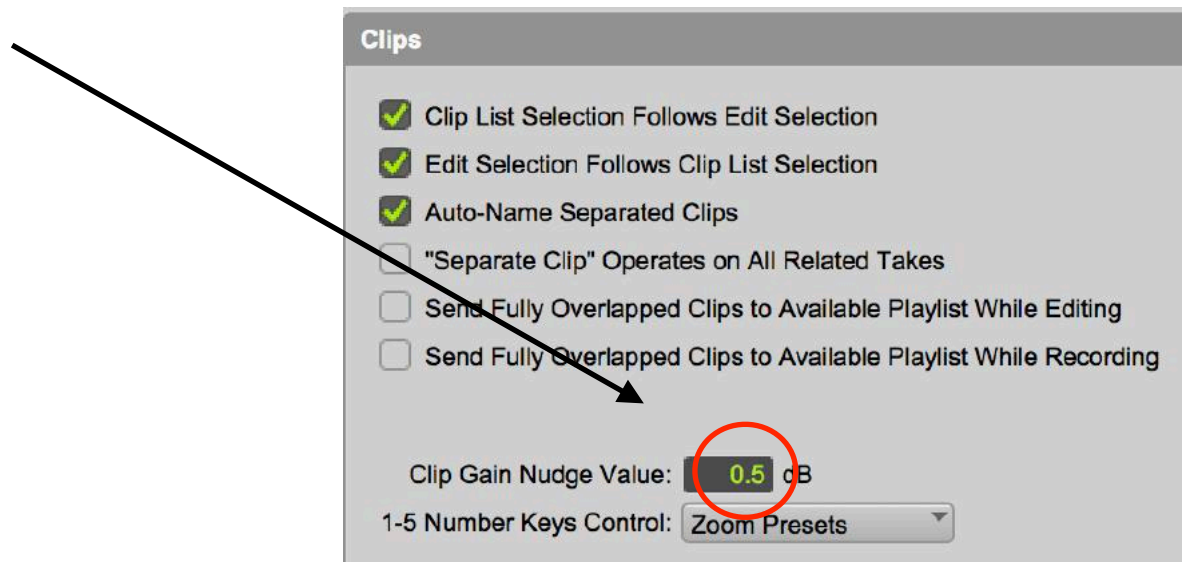 Clips
Clip List Selection Follows Edit Selection
Edit Selection Follows Clip List Selection
Auto-Name Separated Clips
"Separate Clip" Operates on All Related Takes
Send Fully Overlapped Clips to Available Playlist While Editing
Send Fully Overlapped Clips to Available Playlist While Recording
Clip Gain Nudge Value: 0.5 dB
1-5 Number Keys Control: Zoom Presets